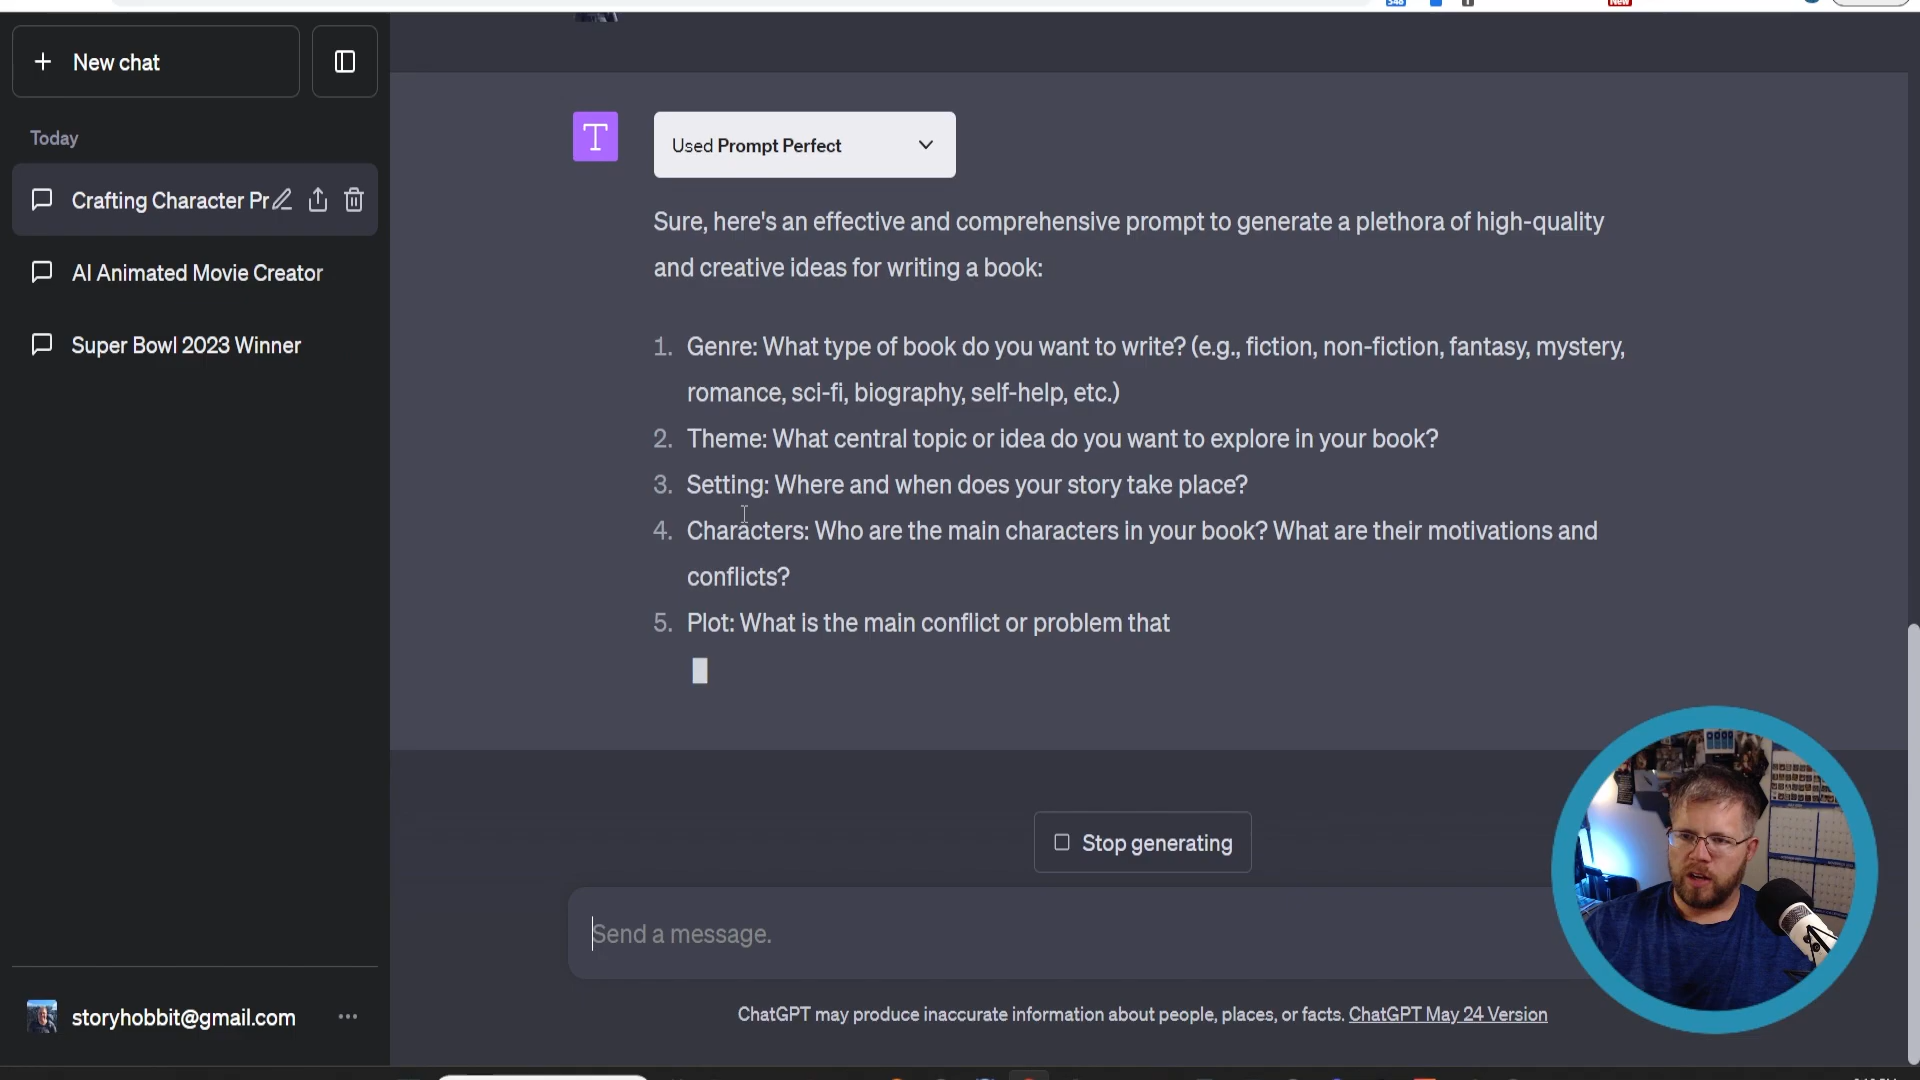 New chat
Today
Crafting Character Pr
AI Animated Movie Creator
Super Bowl 2023 Winner
storyhobbit@gmail.com
New
T
Used Prompt Perfect
Sure, here's an effective and comprehensive prompt to generate a plethora of high-quality
and creative ideas for writing a book:
1. Genre: What type of book do you want to write? (e.g., fiction, non-fiction, fantasy, mystery,
romance, sci-fi, biography, self-help, etc.)
2. Theme: What central topic or idea do you want to explore in your book?
3. Setting: Where and when does your story take place?
4. Characters: Who are the main characters in your book? What are their motivations and
conflicts?
5. Plot: What is the main conflict or problem that
Stop generating
Send a message.
ChatGPT may produce inaccurate information about people, places, or facts. ChatGPT May 24 Version